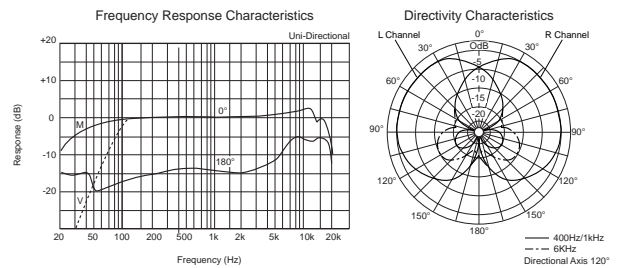 Frequency Response Characteristics
Uni-Directional
+20
+10
0
-10
-20
Response (dB)
M
V
0°
180°
20 50 100 200 500 1k 2k 5k 10k 20k
Frequency (Hz)
Directivity Characteristics
L Channel
R Channel
0°
30°
30°
60°
60°
90°
90°
120°
120°
150°
150°
180°
OdB
-5
-10
-15
-20
400Hz/1kHz
6KHz
Directional Axis 120°